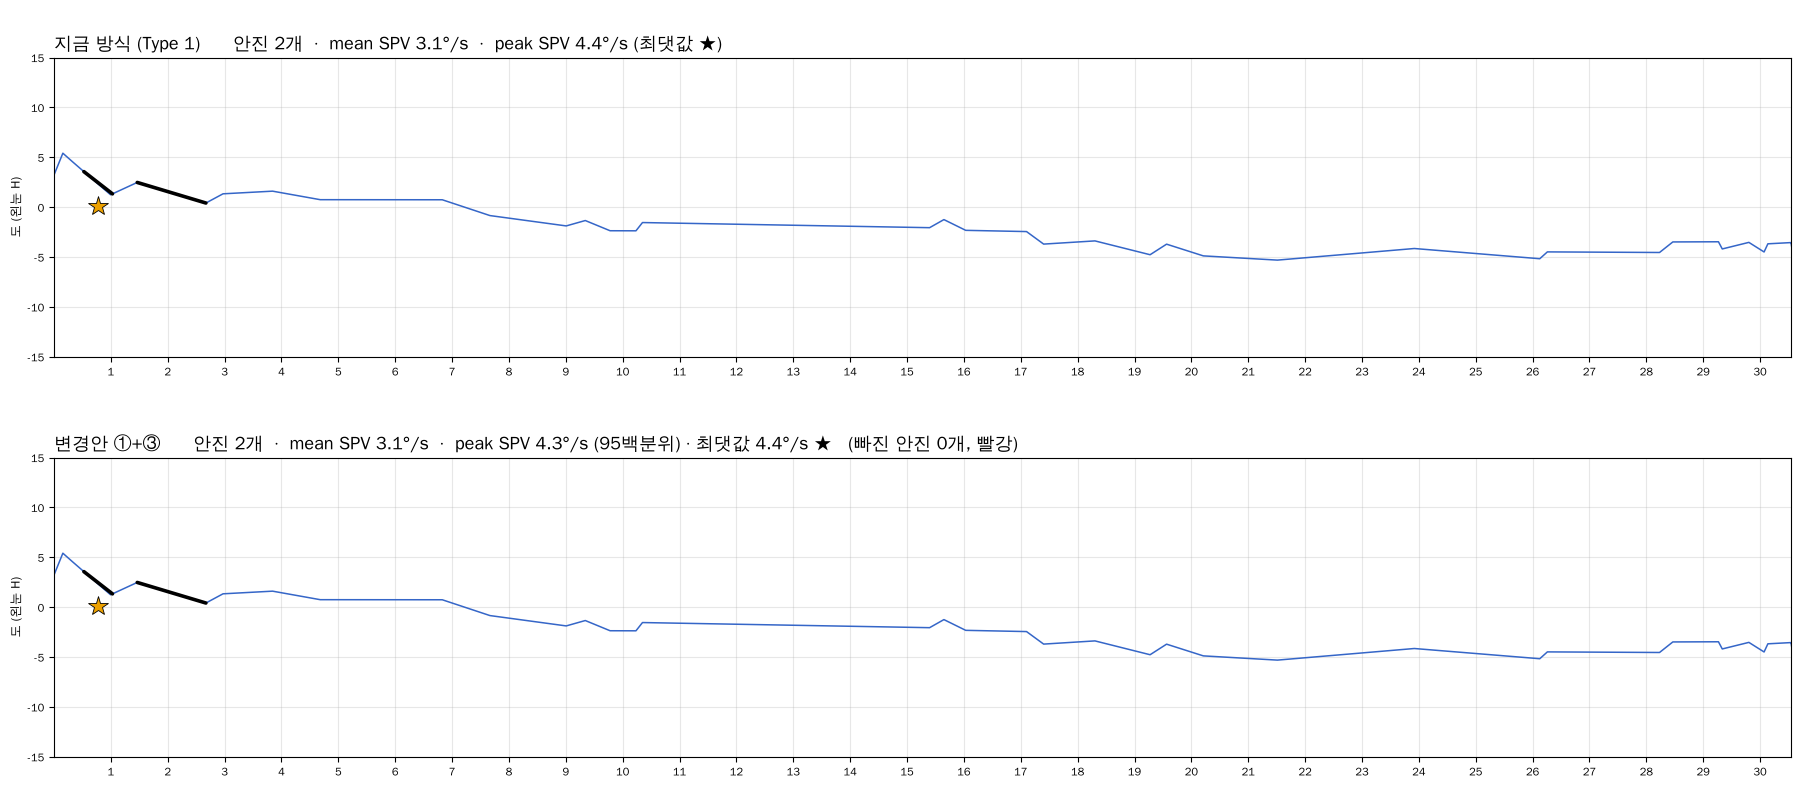 지금 방식 (Type 1)   안진 2개 · mean SPV 3.1°/s · peak SPV 4.4°/s (최댓값 ★)
15
10
5
0
-5
-10
-15
도 (왼눈 H)
1 2 3 4 5 6 7 8 9 10 11 12 13 14 15 16 17 18 19 20 21 22 23 24 25 26 27 28 29 30
변경안 ①+③   안진 2개 · mean SPV 3.1°/s · peak SPV 4.3°/s (95백분위) · 최댓값 4.4°/s ★ (빠진 안진 0개, 빨강)
15
10
5
0
-5
-10
-15
도 (왼눈 H)
1 2 3 4 5 6 7 8 9 10 11 12 13 14 15 16 17 18 19 20 21 22 23 24 25 26 27 28 29 30